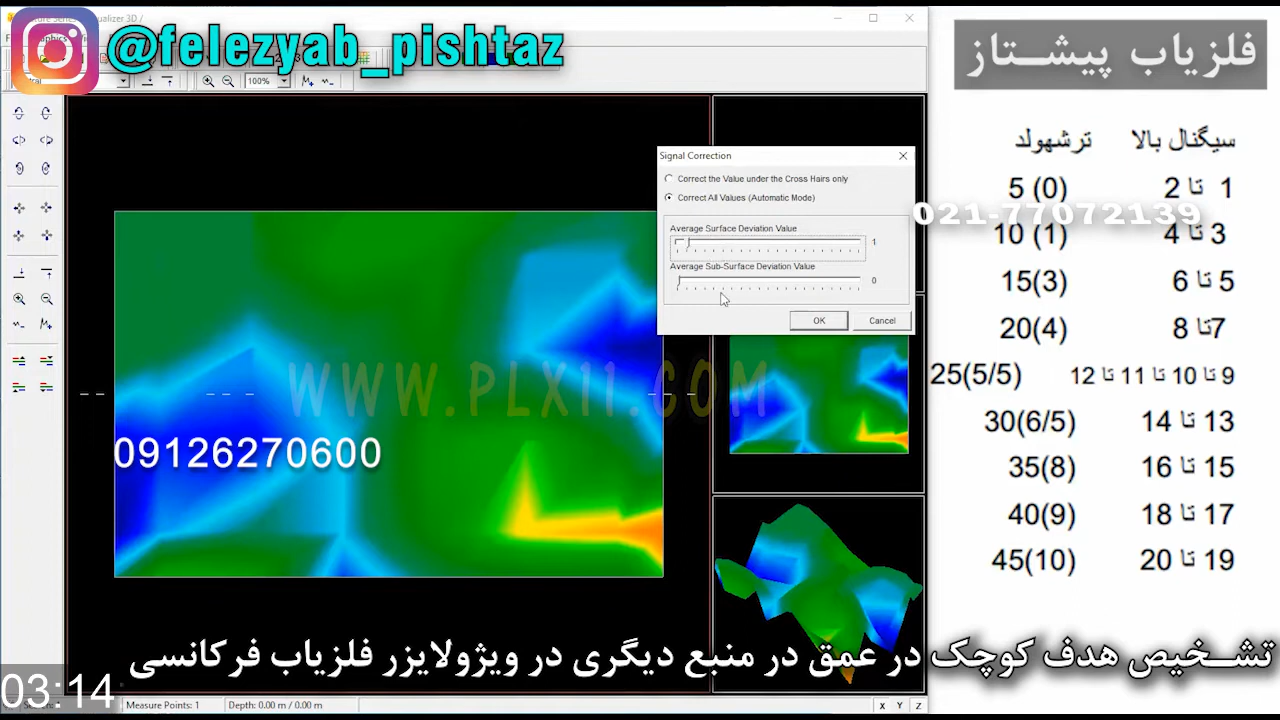 @felezyab_pishtaz
100%
Signal Correction
Correct the Value under the Cross Hairs only
Correct All Values (Automatic Mode)
Average Surface Deviation Value
1
Average Sub-Surface Deviation Value
0
OK Cancel
WWW.PLX11.COM
09126270600
فلزیاب پیشتاز
سیگنال بالا ترشهولد
1 تا 2 5 (0)
021-77072139
3 تا 4 10 (1)
5 تا 6 15(3)
7تا 8 20(4)
9 تا 10 تا 11 تا 12 25(5/5)
13 تا 14 30(6/5)
15 تا 16 35(8)
17 تا 18 40(9)
19 تا 20 45(10)
تشخیص هدف کوچک در عمق در منبع دیگری در ویژولایزر فلزیاب فرکانسی
03:14
Measure Points: 1 Depth: 0.00 m / 0.00 m X Y Z